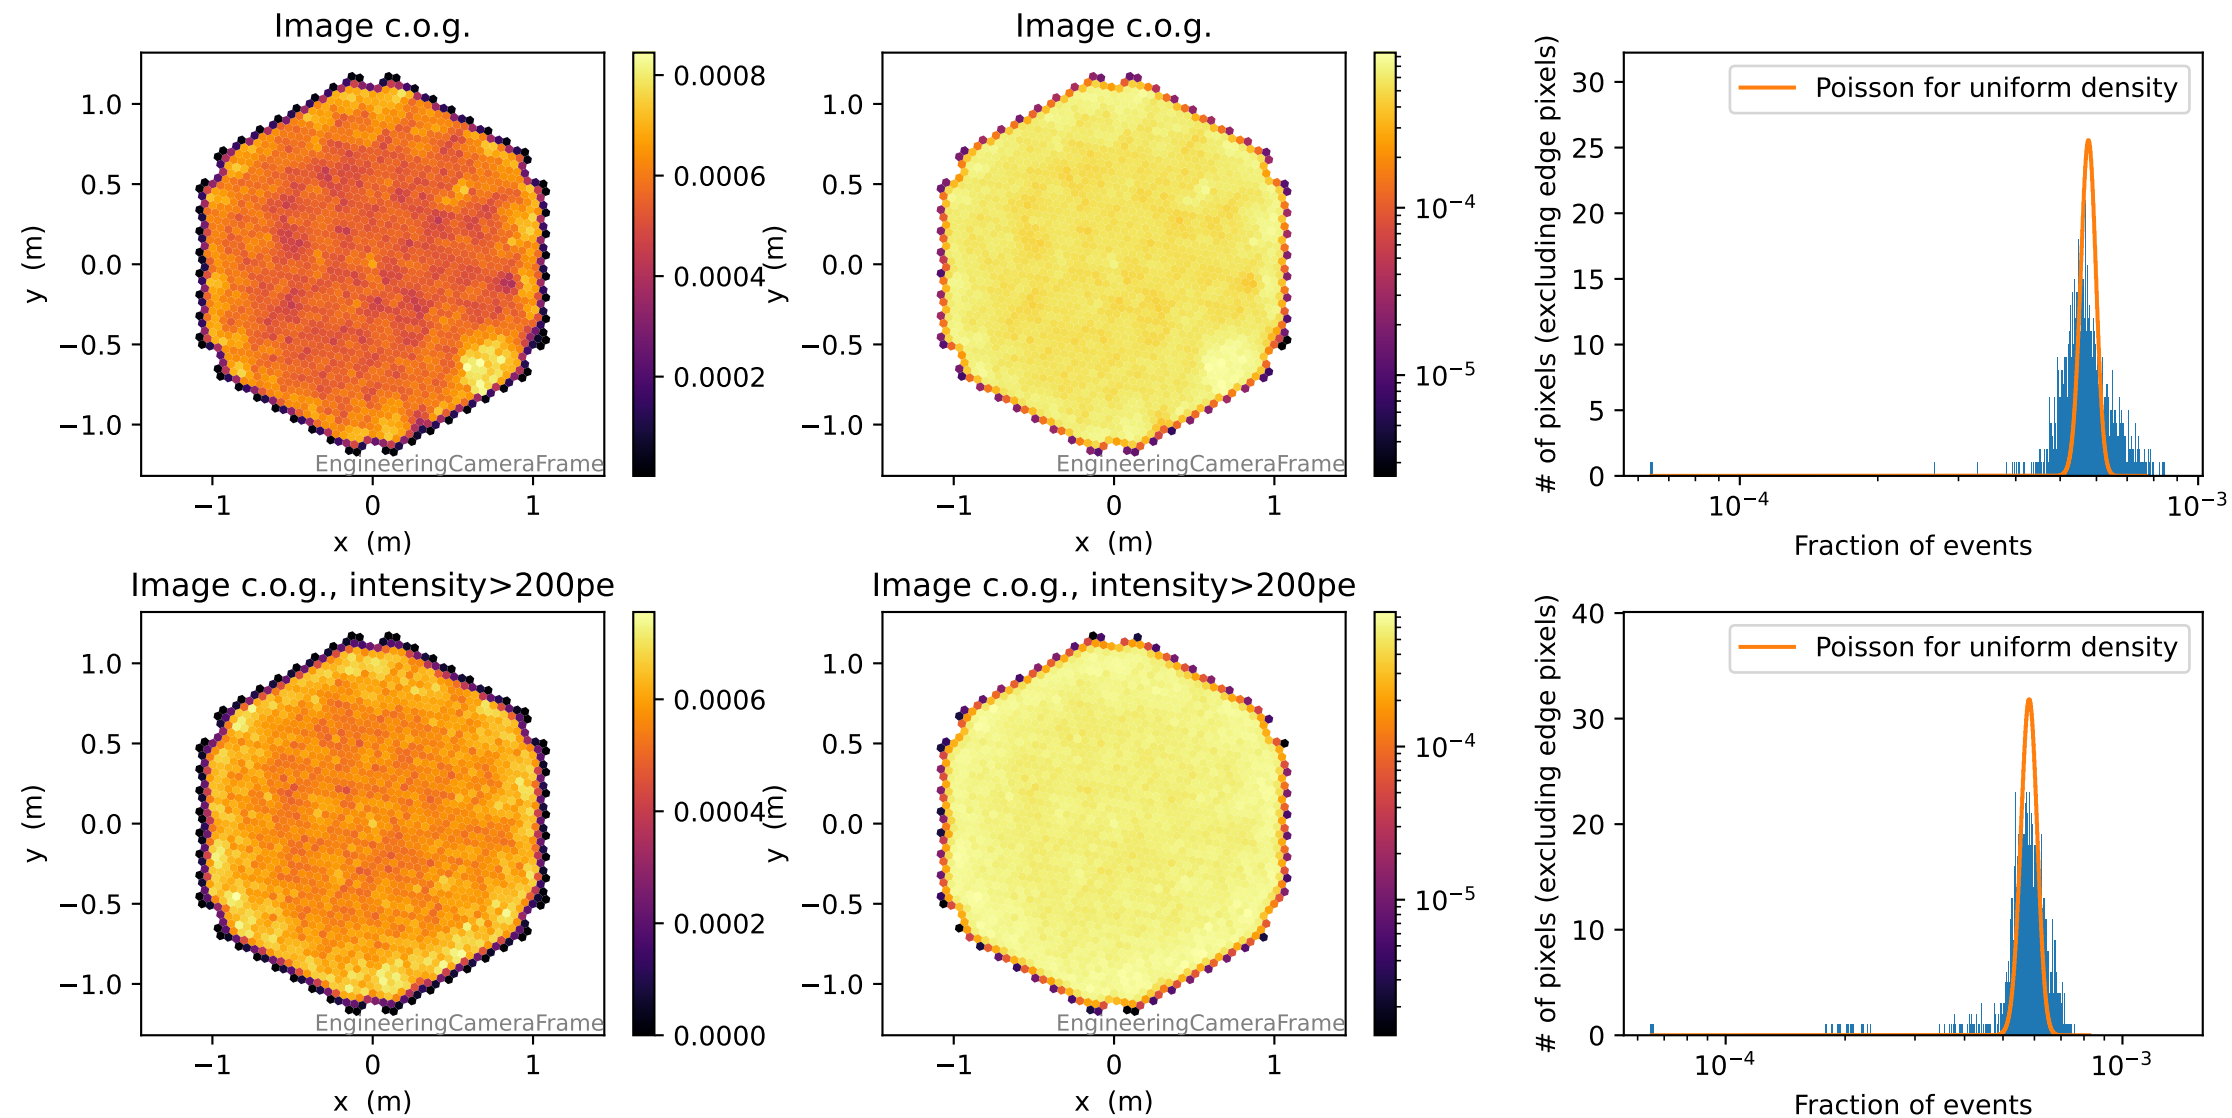 Image c.o.g.
y (m)
1.0
0.5
0.0
−0.5
−1.0
−1
0
1
x (m)
EngineeringCameraFrame
0.0008
0.0006
0.0004
0.0002
Image c.o.g.
y (m)
1.0
0.5
0.0
−0.5
−1.0
−1
0
1
x (m)
EngineeringCameraFrame
10⁻⁴
10⁻⁵
# of pixels (excluding edge pixels)
30
25
20
15
10
5
0
Poisson for uniform density
10⁻⁴
10⁻³
Fraction of events
Image c.o.g., intensity>200pe
y (m)
1.0
0.5
0.0
−0.5
−1.0
−1
0
1
x (m)
EngineeringCameraFrame
0.0006
0.0004
0.0002
0.0000
Image c.o.g., intensity>200pe
y (m)
1.0
0.5
0.0
−0.5
−1.0
−1
0
1
x (m)
EngineeringCameraFrame
10⁻⁴
10⁻⁵
# of pixels (excluding edge pixels)
40
30
20
10
0
Poisson for uniform density
10⁻⁴
10⁻³
Fraction of events